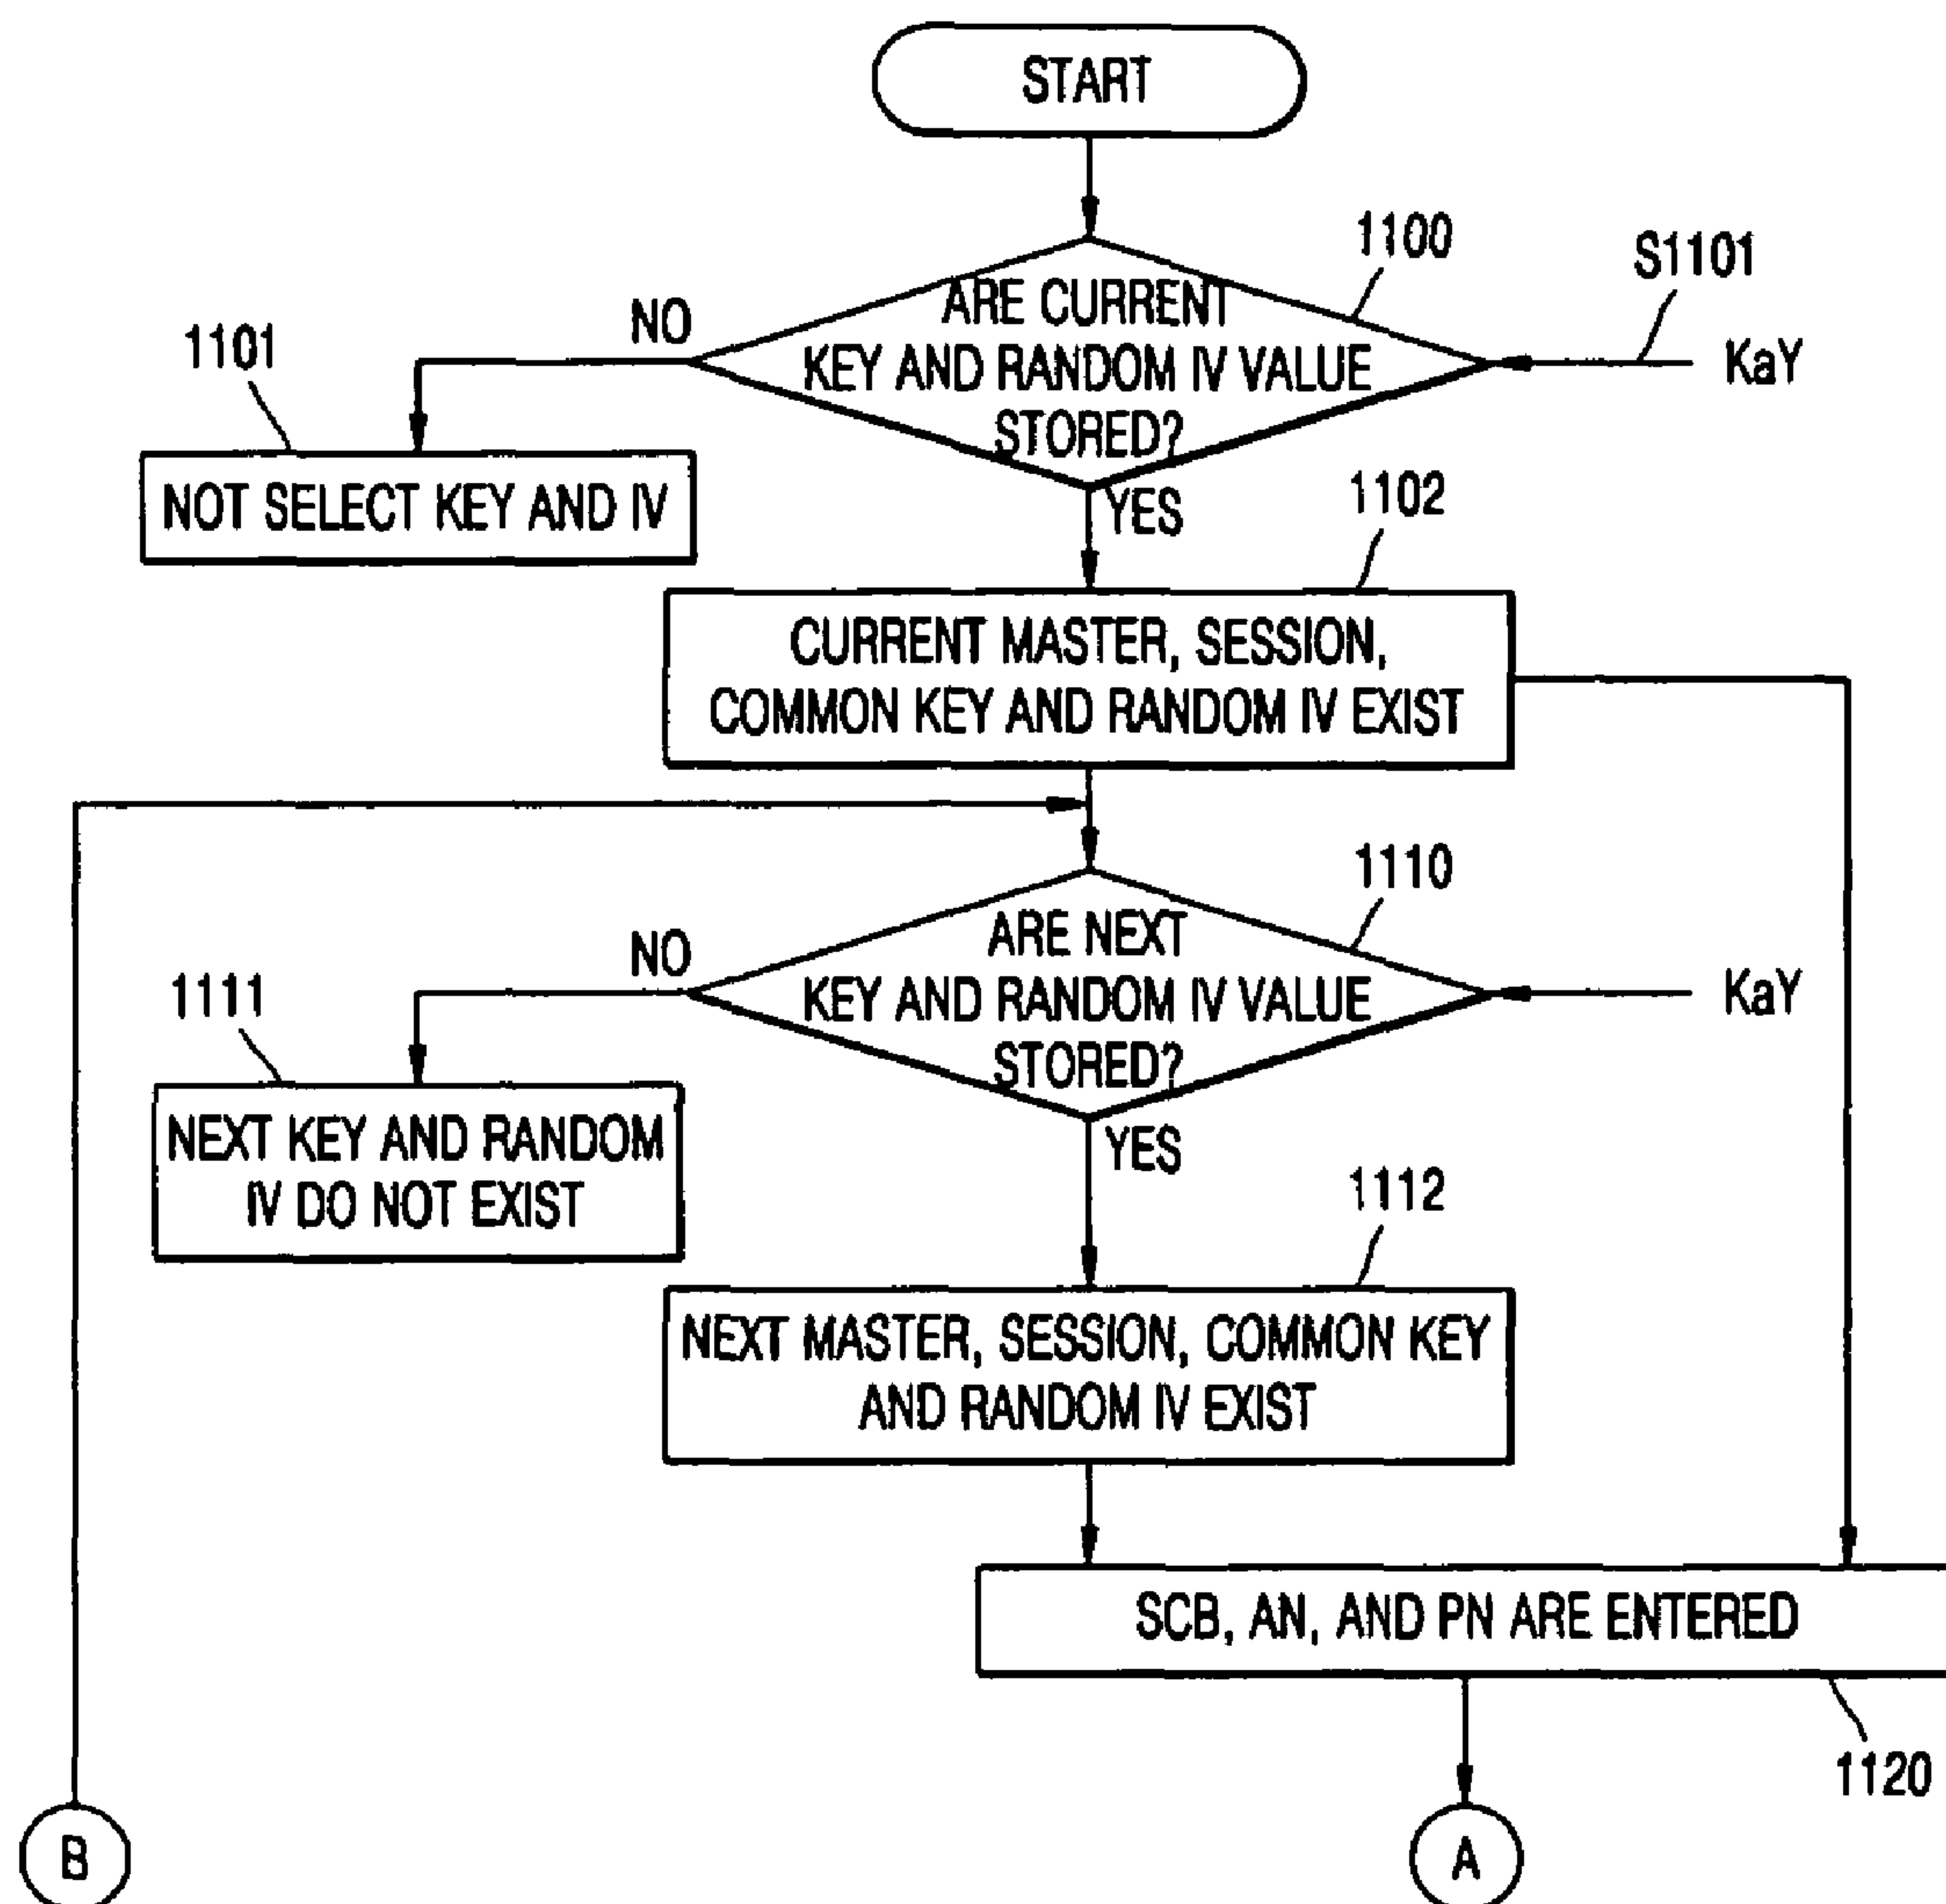 START
1100
S1101
ARE CURRENT
KEY AND RANDOM IV VALUE
STORED?
KaY
NO
1101
NOT SELECT KEY AND IV
YES
1102
CURRENT MASTER, SESSION,
COMMON KEY AND RANDOM IV EXIST
1110
ARE NEXT
KEY AND RANDOM IV VALUE
STORED?
KaY
NO
1111
NEXT KEY AND RANDOM
IV DO NOT EXIST
YES
1112
NEXT MASTER, SESSION, COMMON KEY
AND RANDOM IV EXIST
SCB, AN, AND PN ARE ENTERED
1120
B
A